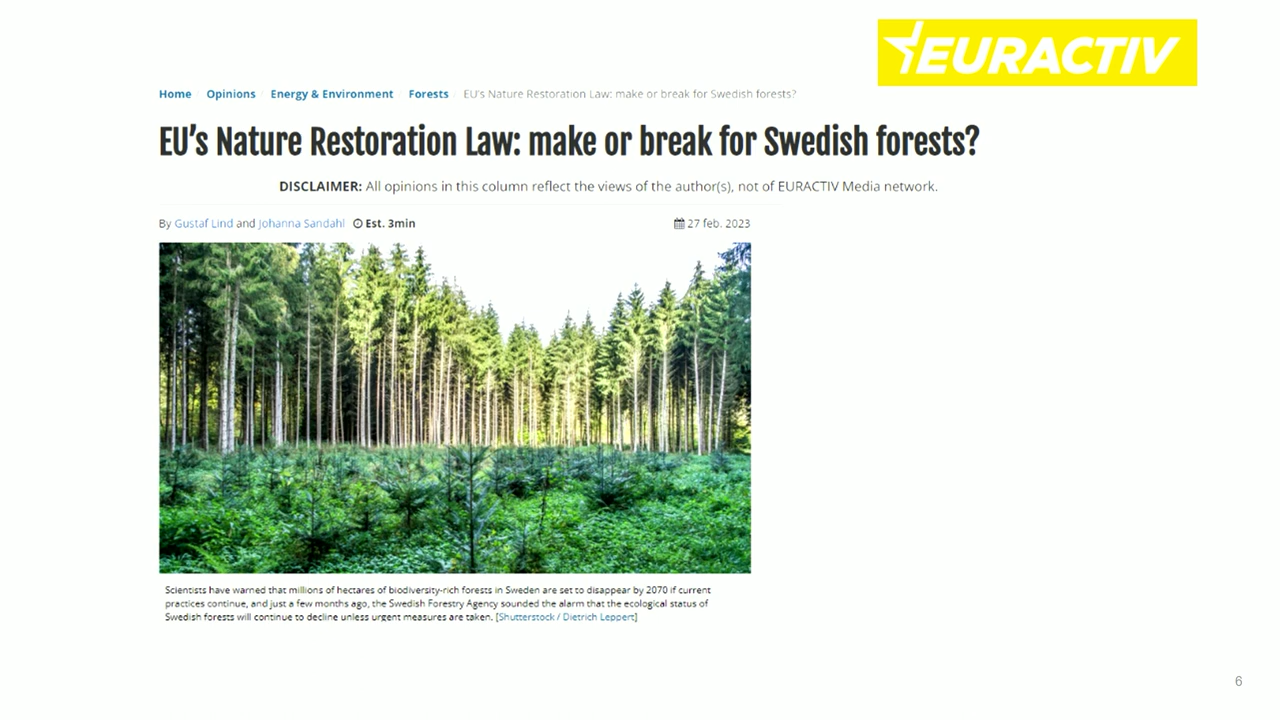 EURACTIV
Home Opinions Energy & Environment Forests EU's Nature Restoration Law: make or break for Swedish forests?
EU's Nature Restoration Law: make or break for Swedish forests?
DISCLAIMER: All opinions in this column reflect the views of the author(s), not of EURACTIV Media network.
By Gustaf Lind and Johanna Sandahl Est. 3min 27 feb. 2023
Scientists have warned that millions of hectares of biodiversity-rich forests in Sweden are set to disappear by 2070 if current
practices continue, and just a few months ago, the Swedish Forestry Agency sounded the alarm that the ecological status of
Swedish forests will continue to decline unless urgent measures are taken. [Shutterstock / Dietrich Leppert]
6